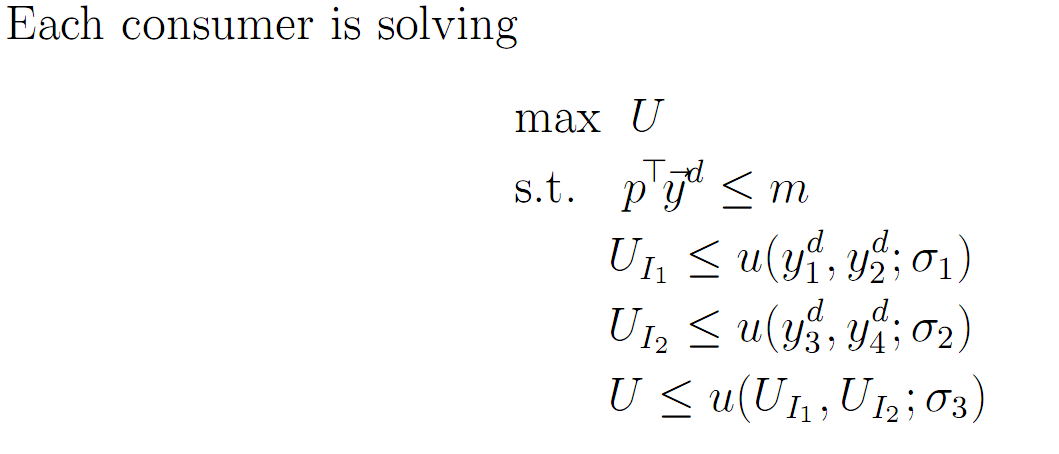 Each consumer is solving
max U
s.t. p^⊤ \vec{y}^d ≤ m
U_{I_1} ≤ u(y_1^d, y_2^d; σ_1)
U_{I_2} ≤ u(y_3^d, y_4^d; σ_2)
U ≤ u(U_{I_1}, U_{I_2}; σ_3)